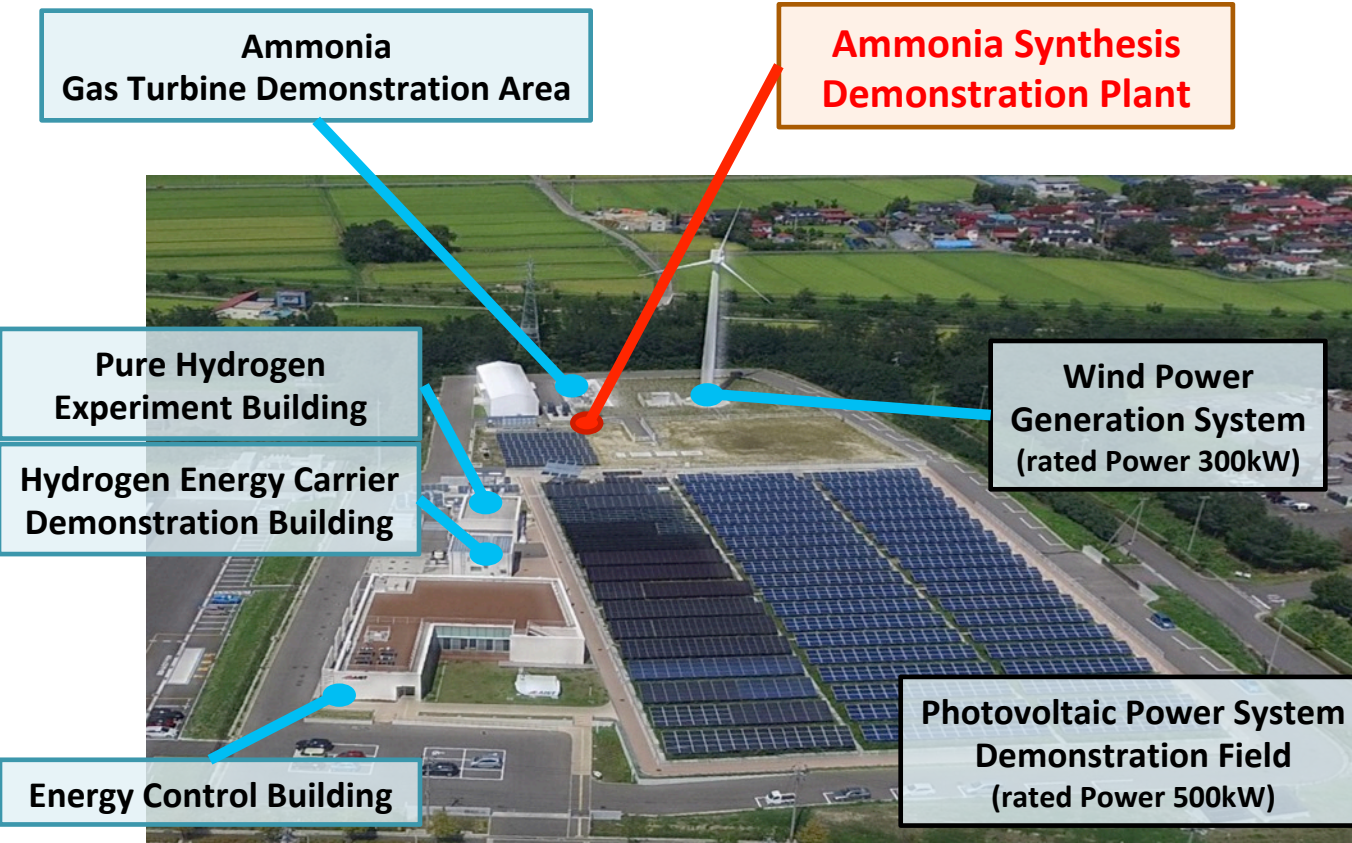 Ammonia
Gas Turbine Demonstration Area
Ammonia Synthesis
Demonstration Plant
Pure Hydrogen
Experiment Building
Hydrogen Energy Carrier
Demonstration Building
Wind Power
Generation System
(rated Power 300kW)
Photovoltaic Power System
Demonstration Field
(rated Power 500kW)
Energy Control Building